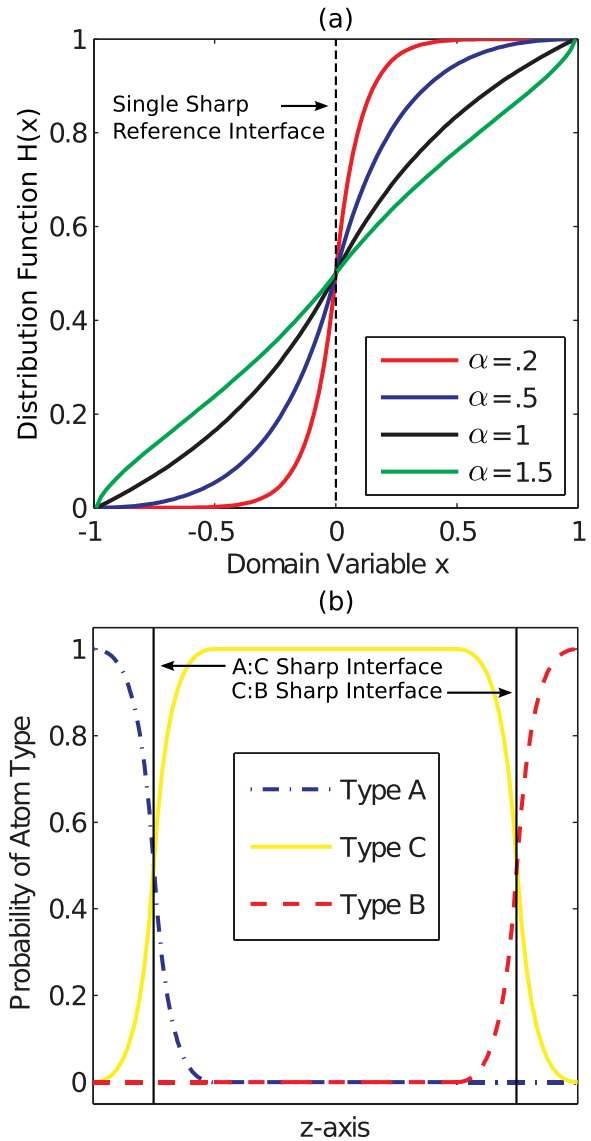 (a)
Distribution Function H(x)
1
0.8
0.6
0.4
0.2
0
Single Sharp
Reference Interface
α=.2
α=.5
α=1
α=1.5
-1
-0.5
0
0.5
1
Domain Variable x
(b)
Probability of Atom Type
1
0.8
0.6
0.4
0.2
0
A:C Sharp Interface
C:B Sharp Interface
Type A
Type C
Type B
z-axis